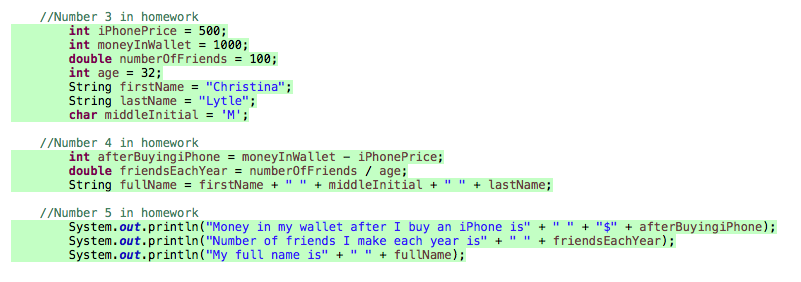 //Number 3 in homework
int iPhonePrice = 500;
int moneyInWallet = 1000;
double numberOfFriends = 100;
int age = 32;
String firstName = "Christina";
String lastName = "Lytle";
char middleInitial = 'M';
//Number 4 in homework
int afterBuyingiPhone = moneyInWallet - iPhonePrice;
double friendsEachYear = numberOfFriends / age;
String fullName = firstName + " " + middleInitial + " " + lastName;
//Number 5 in homework
System.out.println("Money in my wallet after I buy an iPhone is" + " " + "$" + afterBuyingiPhone);
System.out.println("Number of friends I make each year is" + " " + friendsEachYear);
System.out.println("My full name is" + " " + fullName);